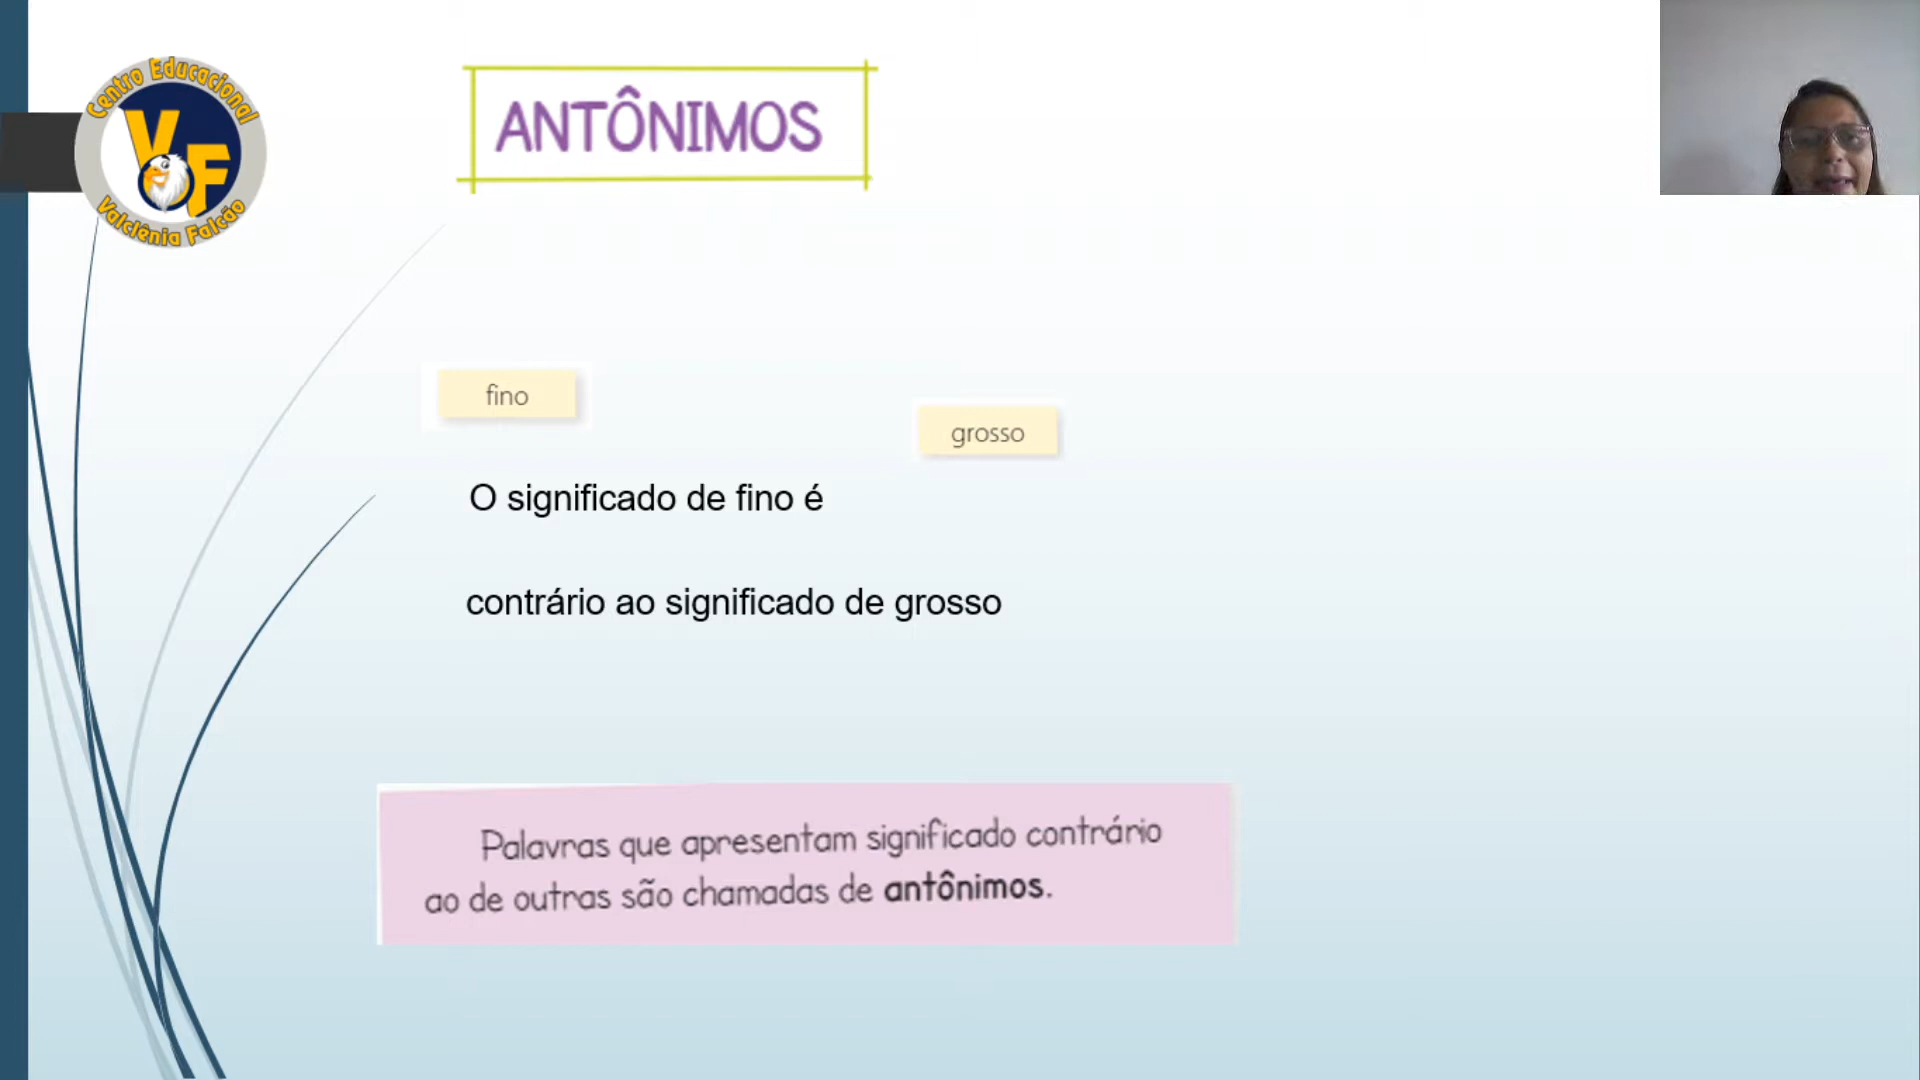 Centro Educacional
VF
Valclênia Falcão
ANTÔNIMOS
fino
grosso
O significado de fino é
contrário ao significado de grosso
Palavras que apresentam significado contrário
ao de outras são chamadas de antônimos.